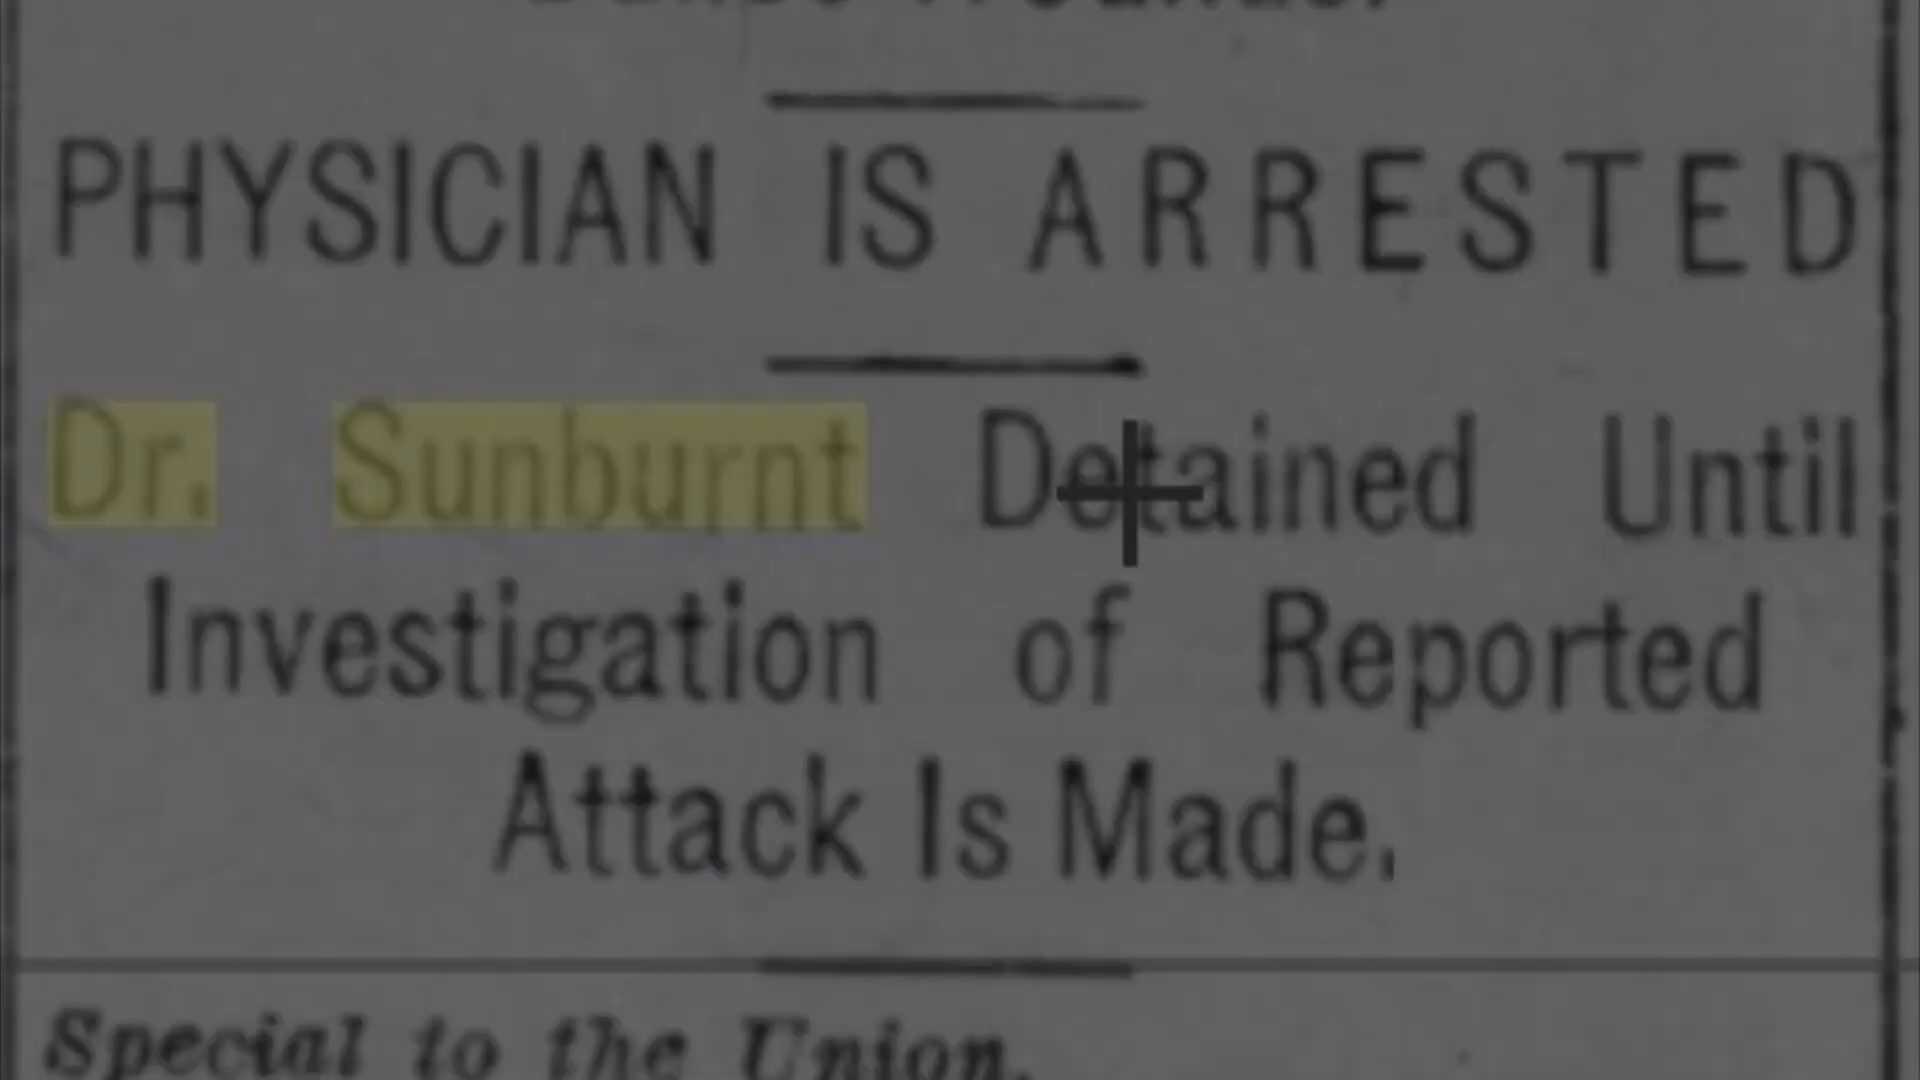 PHYSICIAN IS ARRESTED
Dr. Sunburnt Detained Until
Investigation of Reported
Attack Is Made.
Special to the Union.